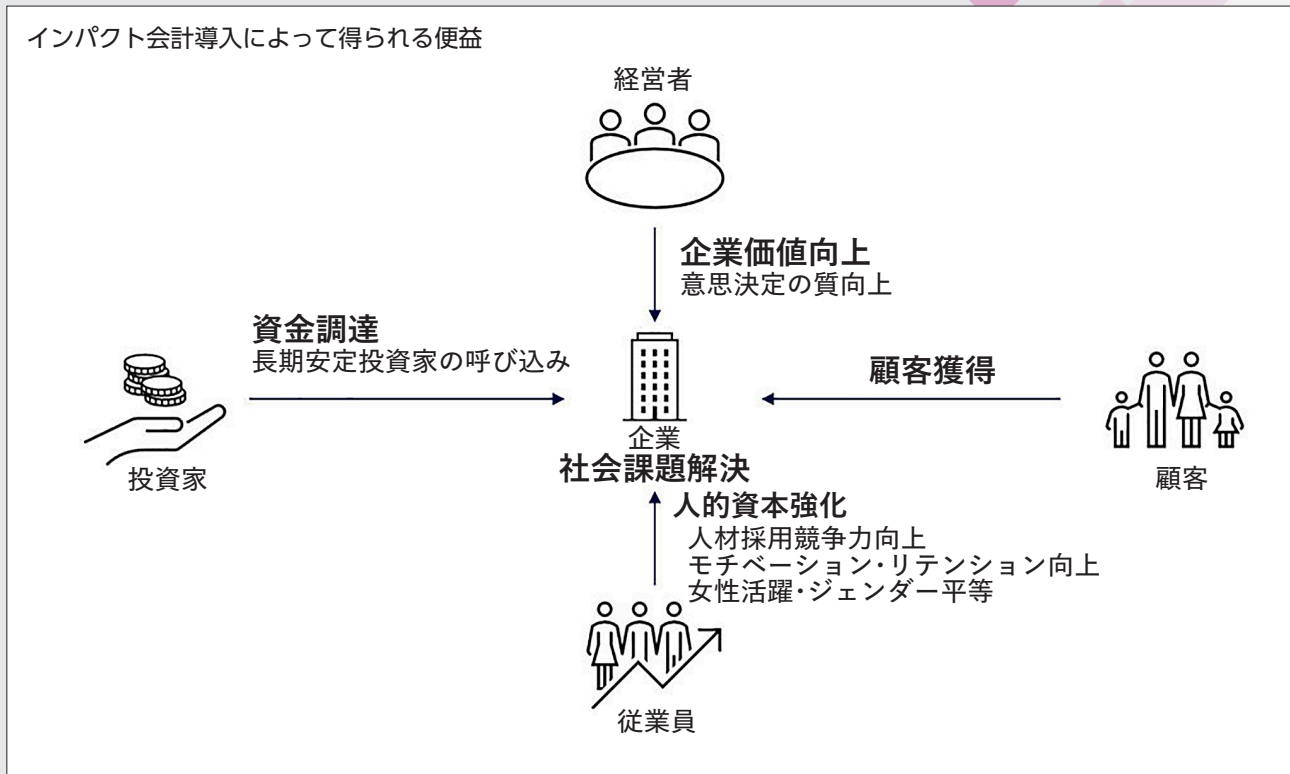 インパクト会計導入によって得られる便益
経営者
企業価値向上
意思決定の質向上
資金調達
長期安定投資家の呼び込み
顧客獲得
投資家
企業
社会課題解決
顧客
人的資本強化
人材採用競争力向上
モチベーション・リテンション向上
女性活躍・ジェンダー平等
従業員